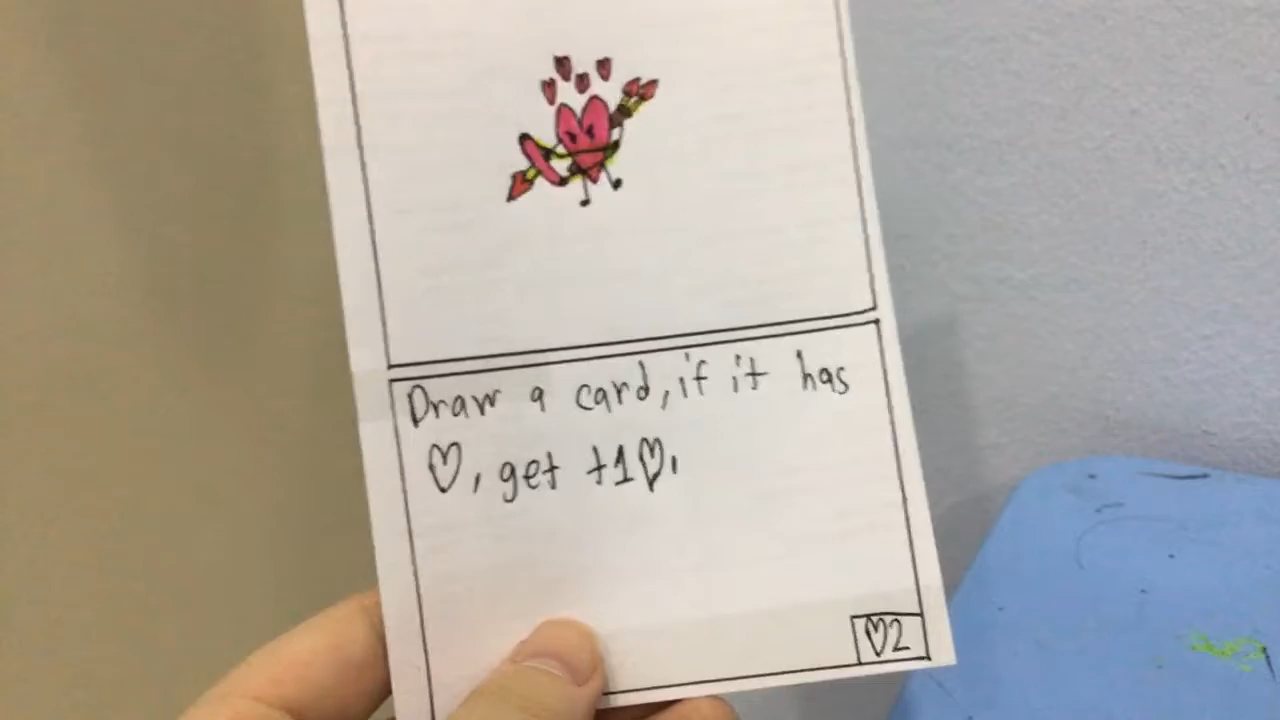 Draw a card, if it has
♡, get +1♡.
♡2